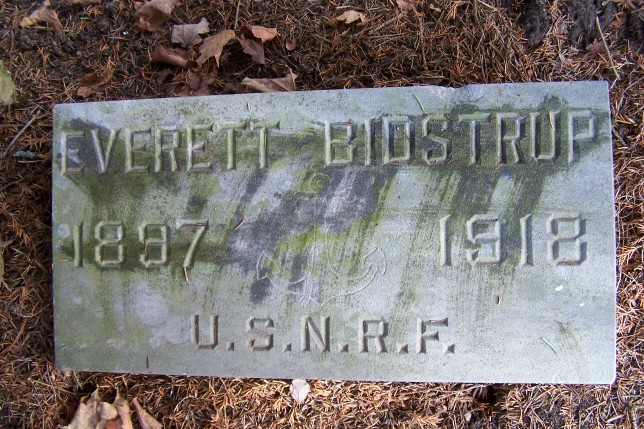 EVERETT BIDSTRUP
1897 1918
U.S.N.R.F.